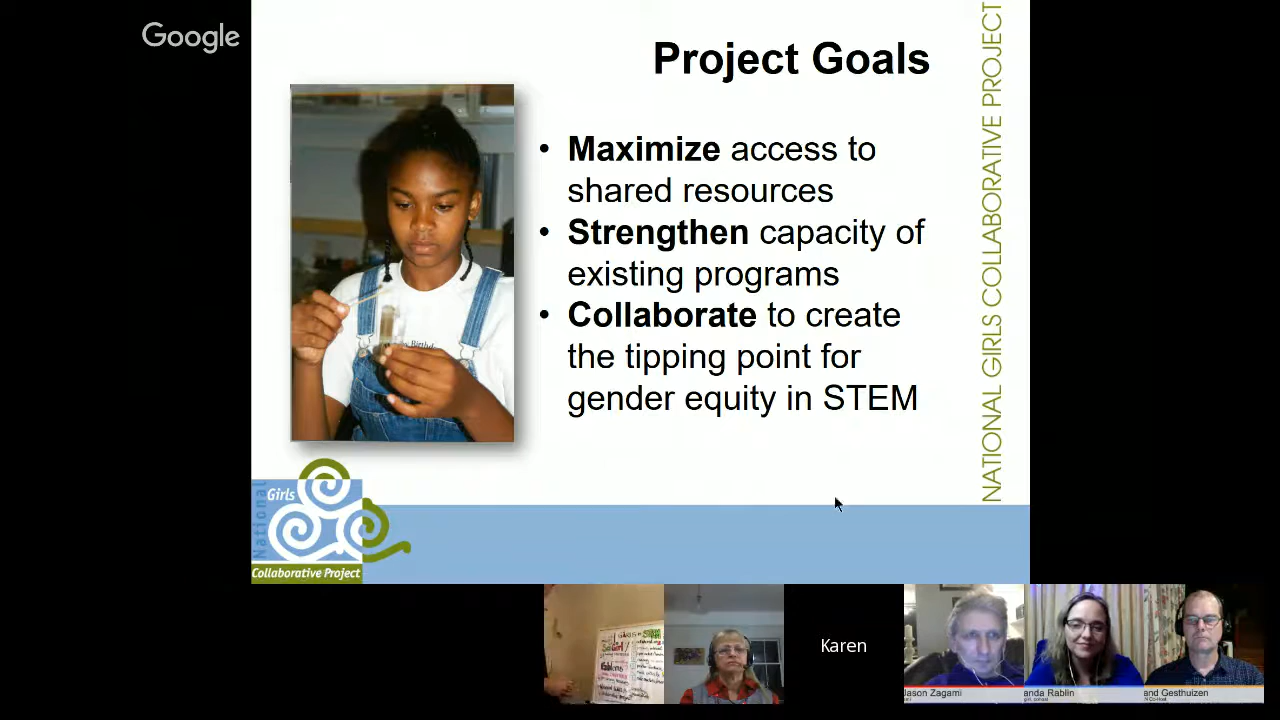 Google
Project Goals
• Maximize access to
shared resources
• Strengthen capacity of
existing programs
• Collaborate to create
the tipping point for
gender equity in STEM
NATIONAL GIRLS COLLABORATIVE PROJECT
National
Girls
Collaborative Project
Karen
Jason Zagami
anda Rablin
and Gesthuizen